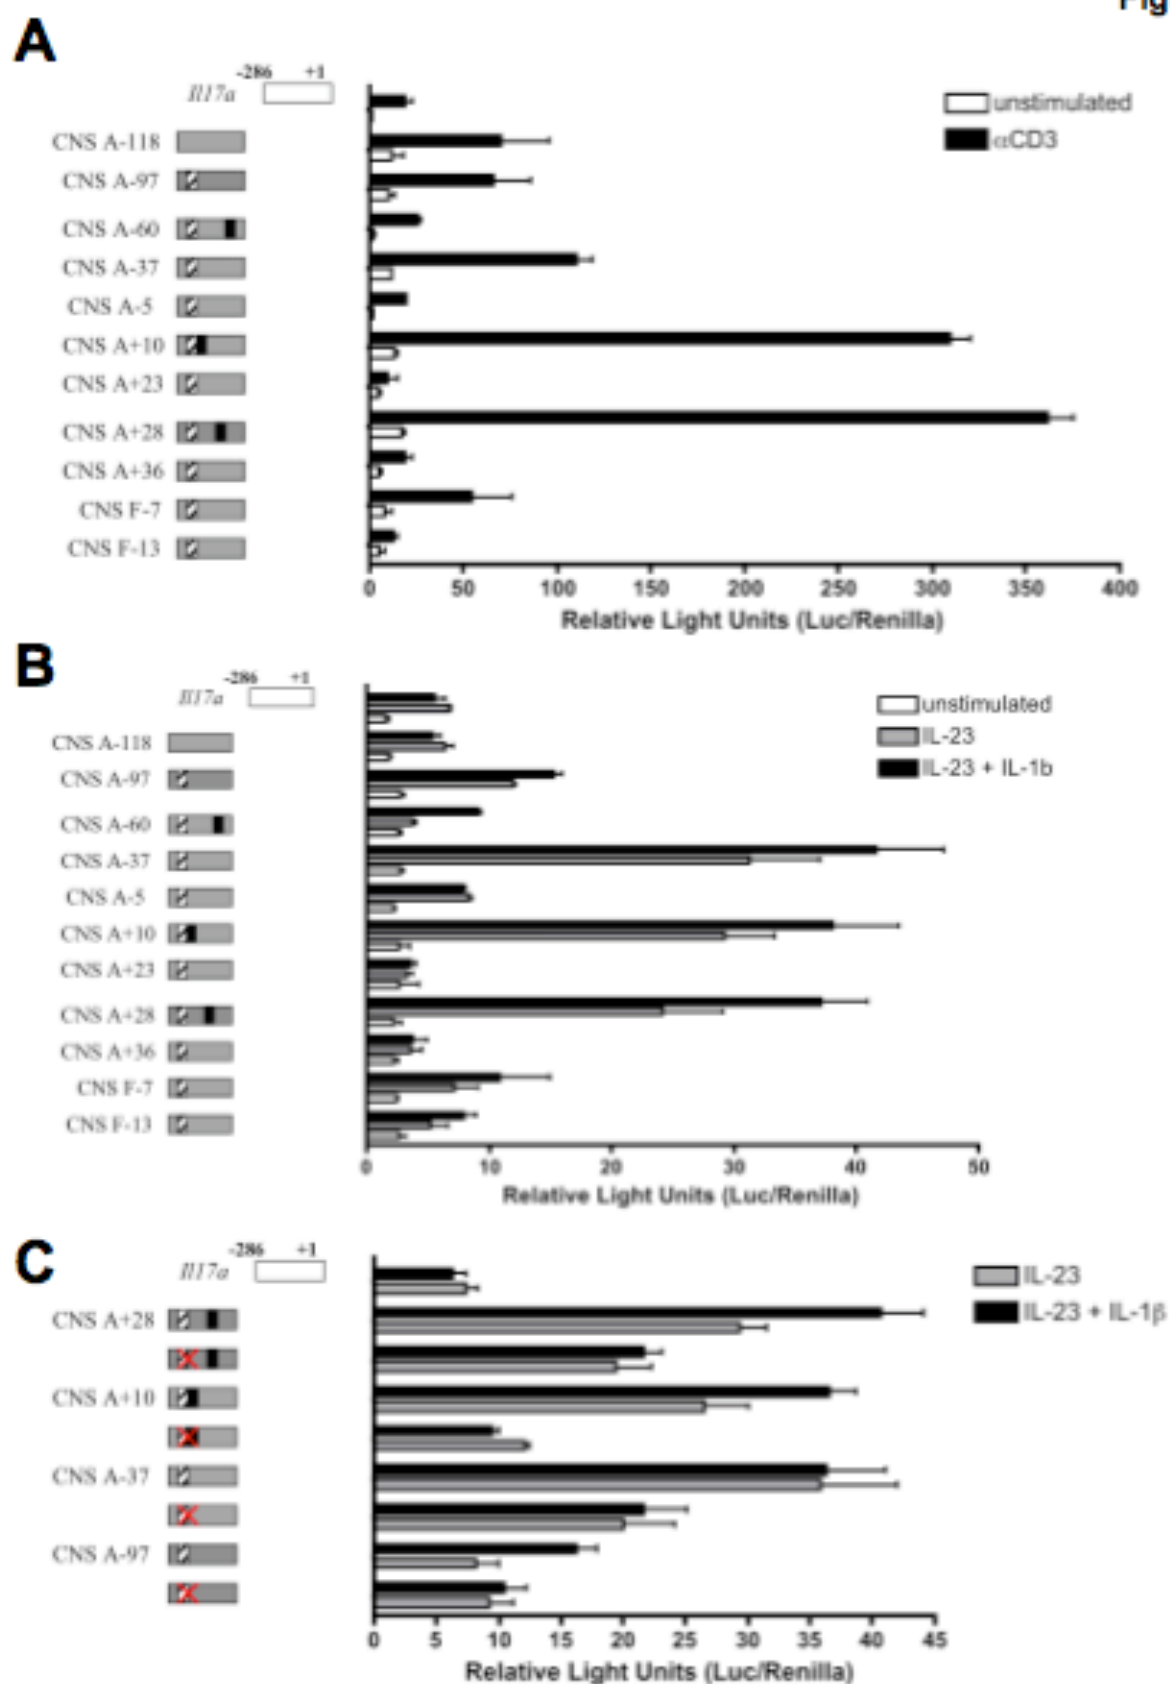 Fig
A
-286 +1
Il17a
unstimulated
αCD3
CNS A-118
CNS A-97
CNS A-60
CNS A-37
CNS A-5
CNS A+10
CNS A+23
CNS A+28
CNS A+36
CNS F-7
CNS F-13
0 50 100 150 200 250 300 350 400
Relative Light Units (Luc/Renilla)
B
-286 +1
Il17a
unstimulated
IL-23
IL-23 + IL-1b
CNS A-118
CNS A-97
CNS A-60
CNS A-37
CNS A-5
CNS A+10
CNS A+23
CNS A+28
CNS A+36
CNS F-7
CNS F-13
0 10 20 30 40 50
Relative Light Units (Luc/Renilla)
C
-286 +1
Il17a
IL-23
IL-23 + IL-1β
CNS A+28
CNS A+10
CNS A-37
CNS A-97
0 5 10 15 20 25 30 35 40 45
Relative Light Units (Luc/Renilla)